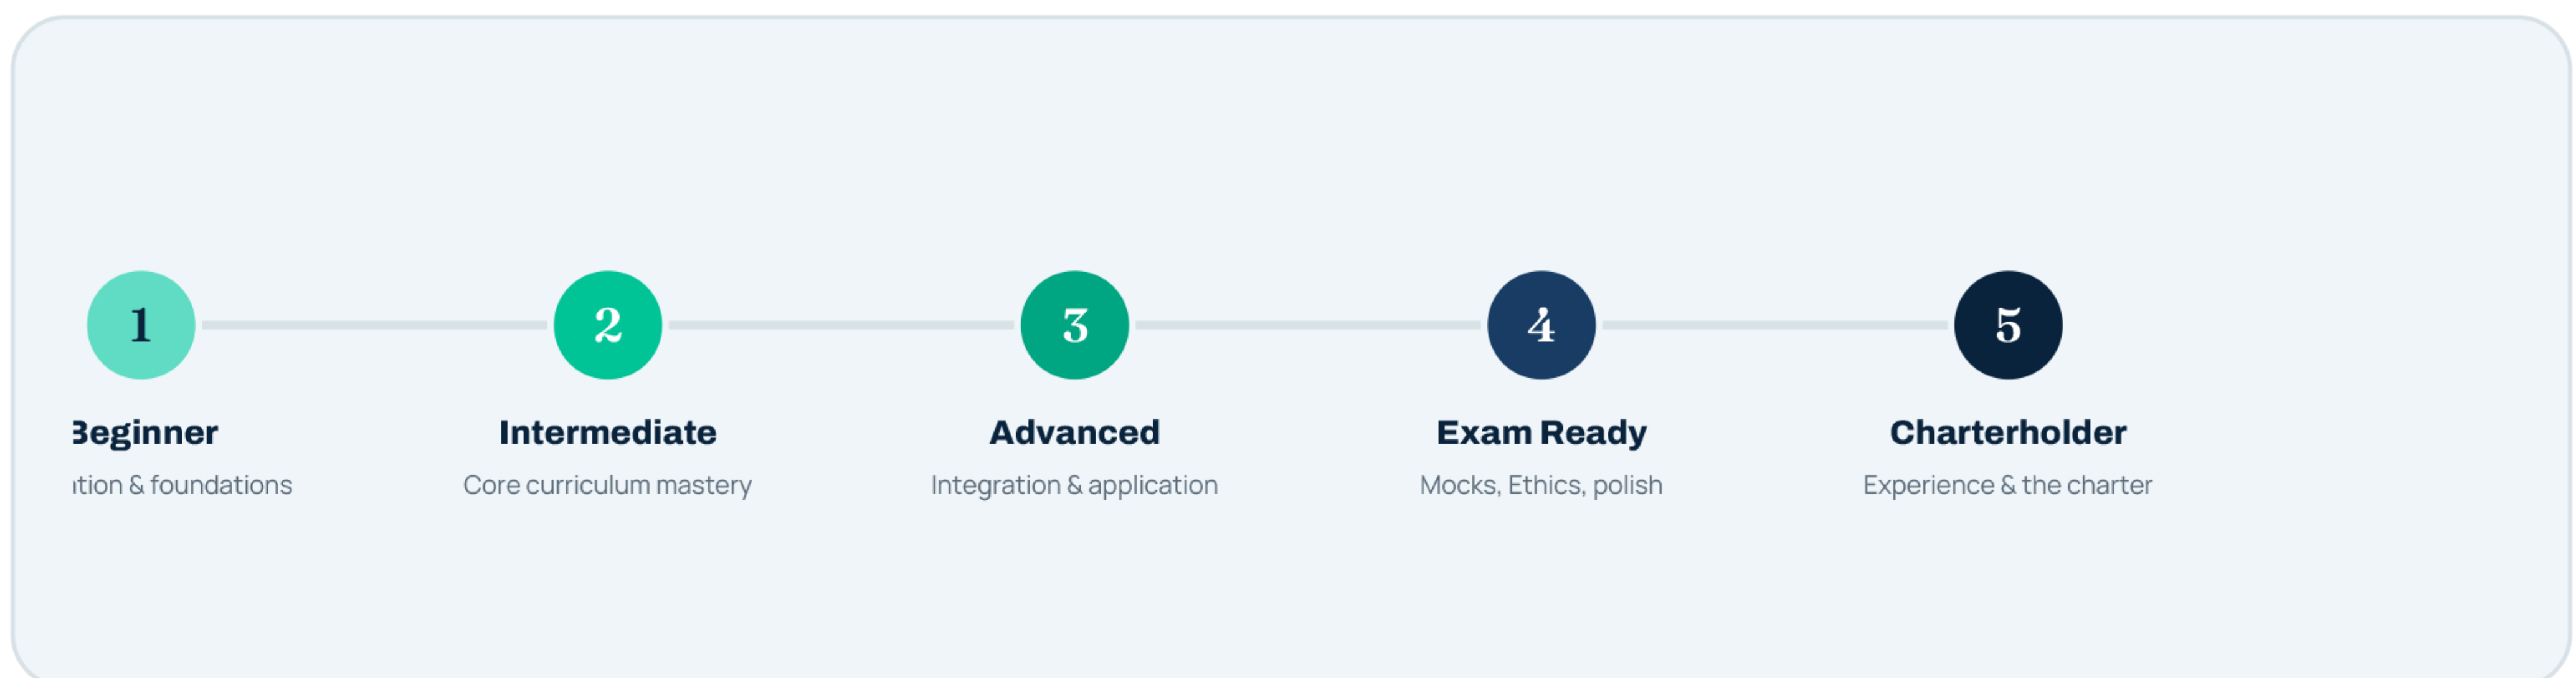 1
2
3
4
5
Beginner
Intermediate
Advanced
Exam Ready
Charterholder
& foundations
Core curriculum mastery
Integration & application
Mocks, Ethics, polish
Experience & the charter